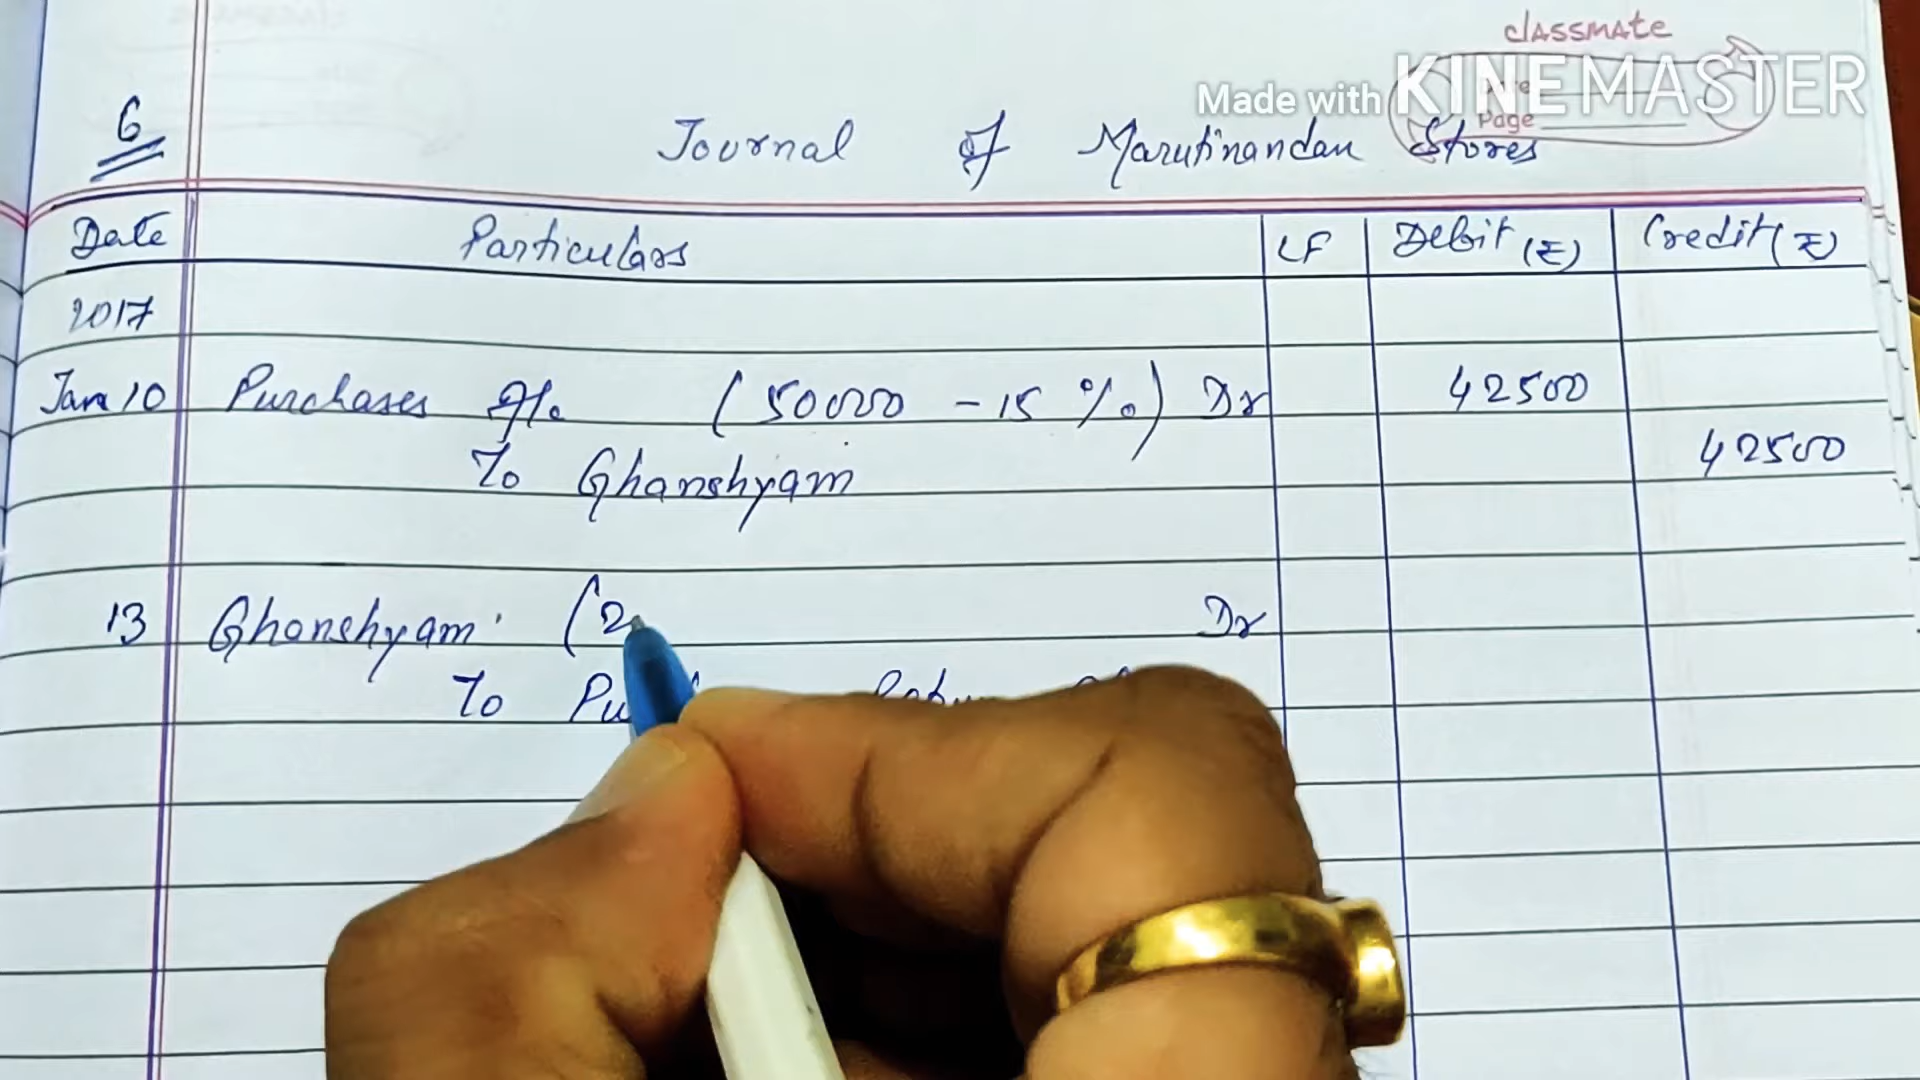 classmate
Made with KINEMASTER
Date
Page
6
Journal of Marutinandan Stores
Date Particulars LF Debit (₹) Credit (₹)
2017
Jan 10 Purchases A/c (50000 - 15 %) Dr 42500
To Ghanshyam 42500
13 Ghanshyam (2 Dr
To